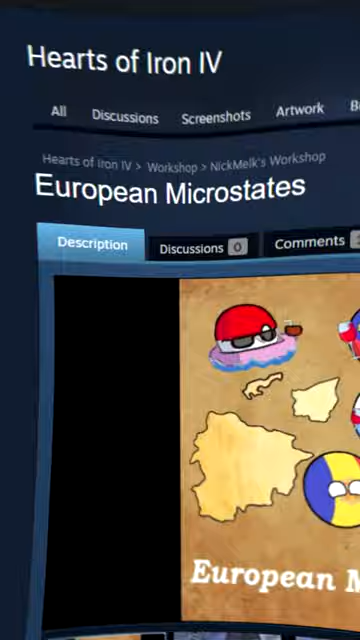 Hearts of Iron IV
All Discussions Screenshots Artwork
Hearts of Iron IV > Workshop > NickMelk's Workshop
European Microstates
Description Discussions 0 Comments
European M